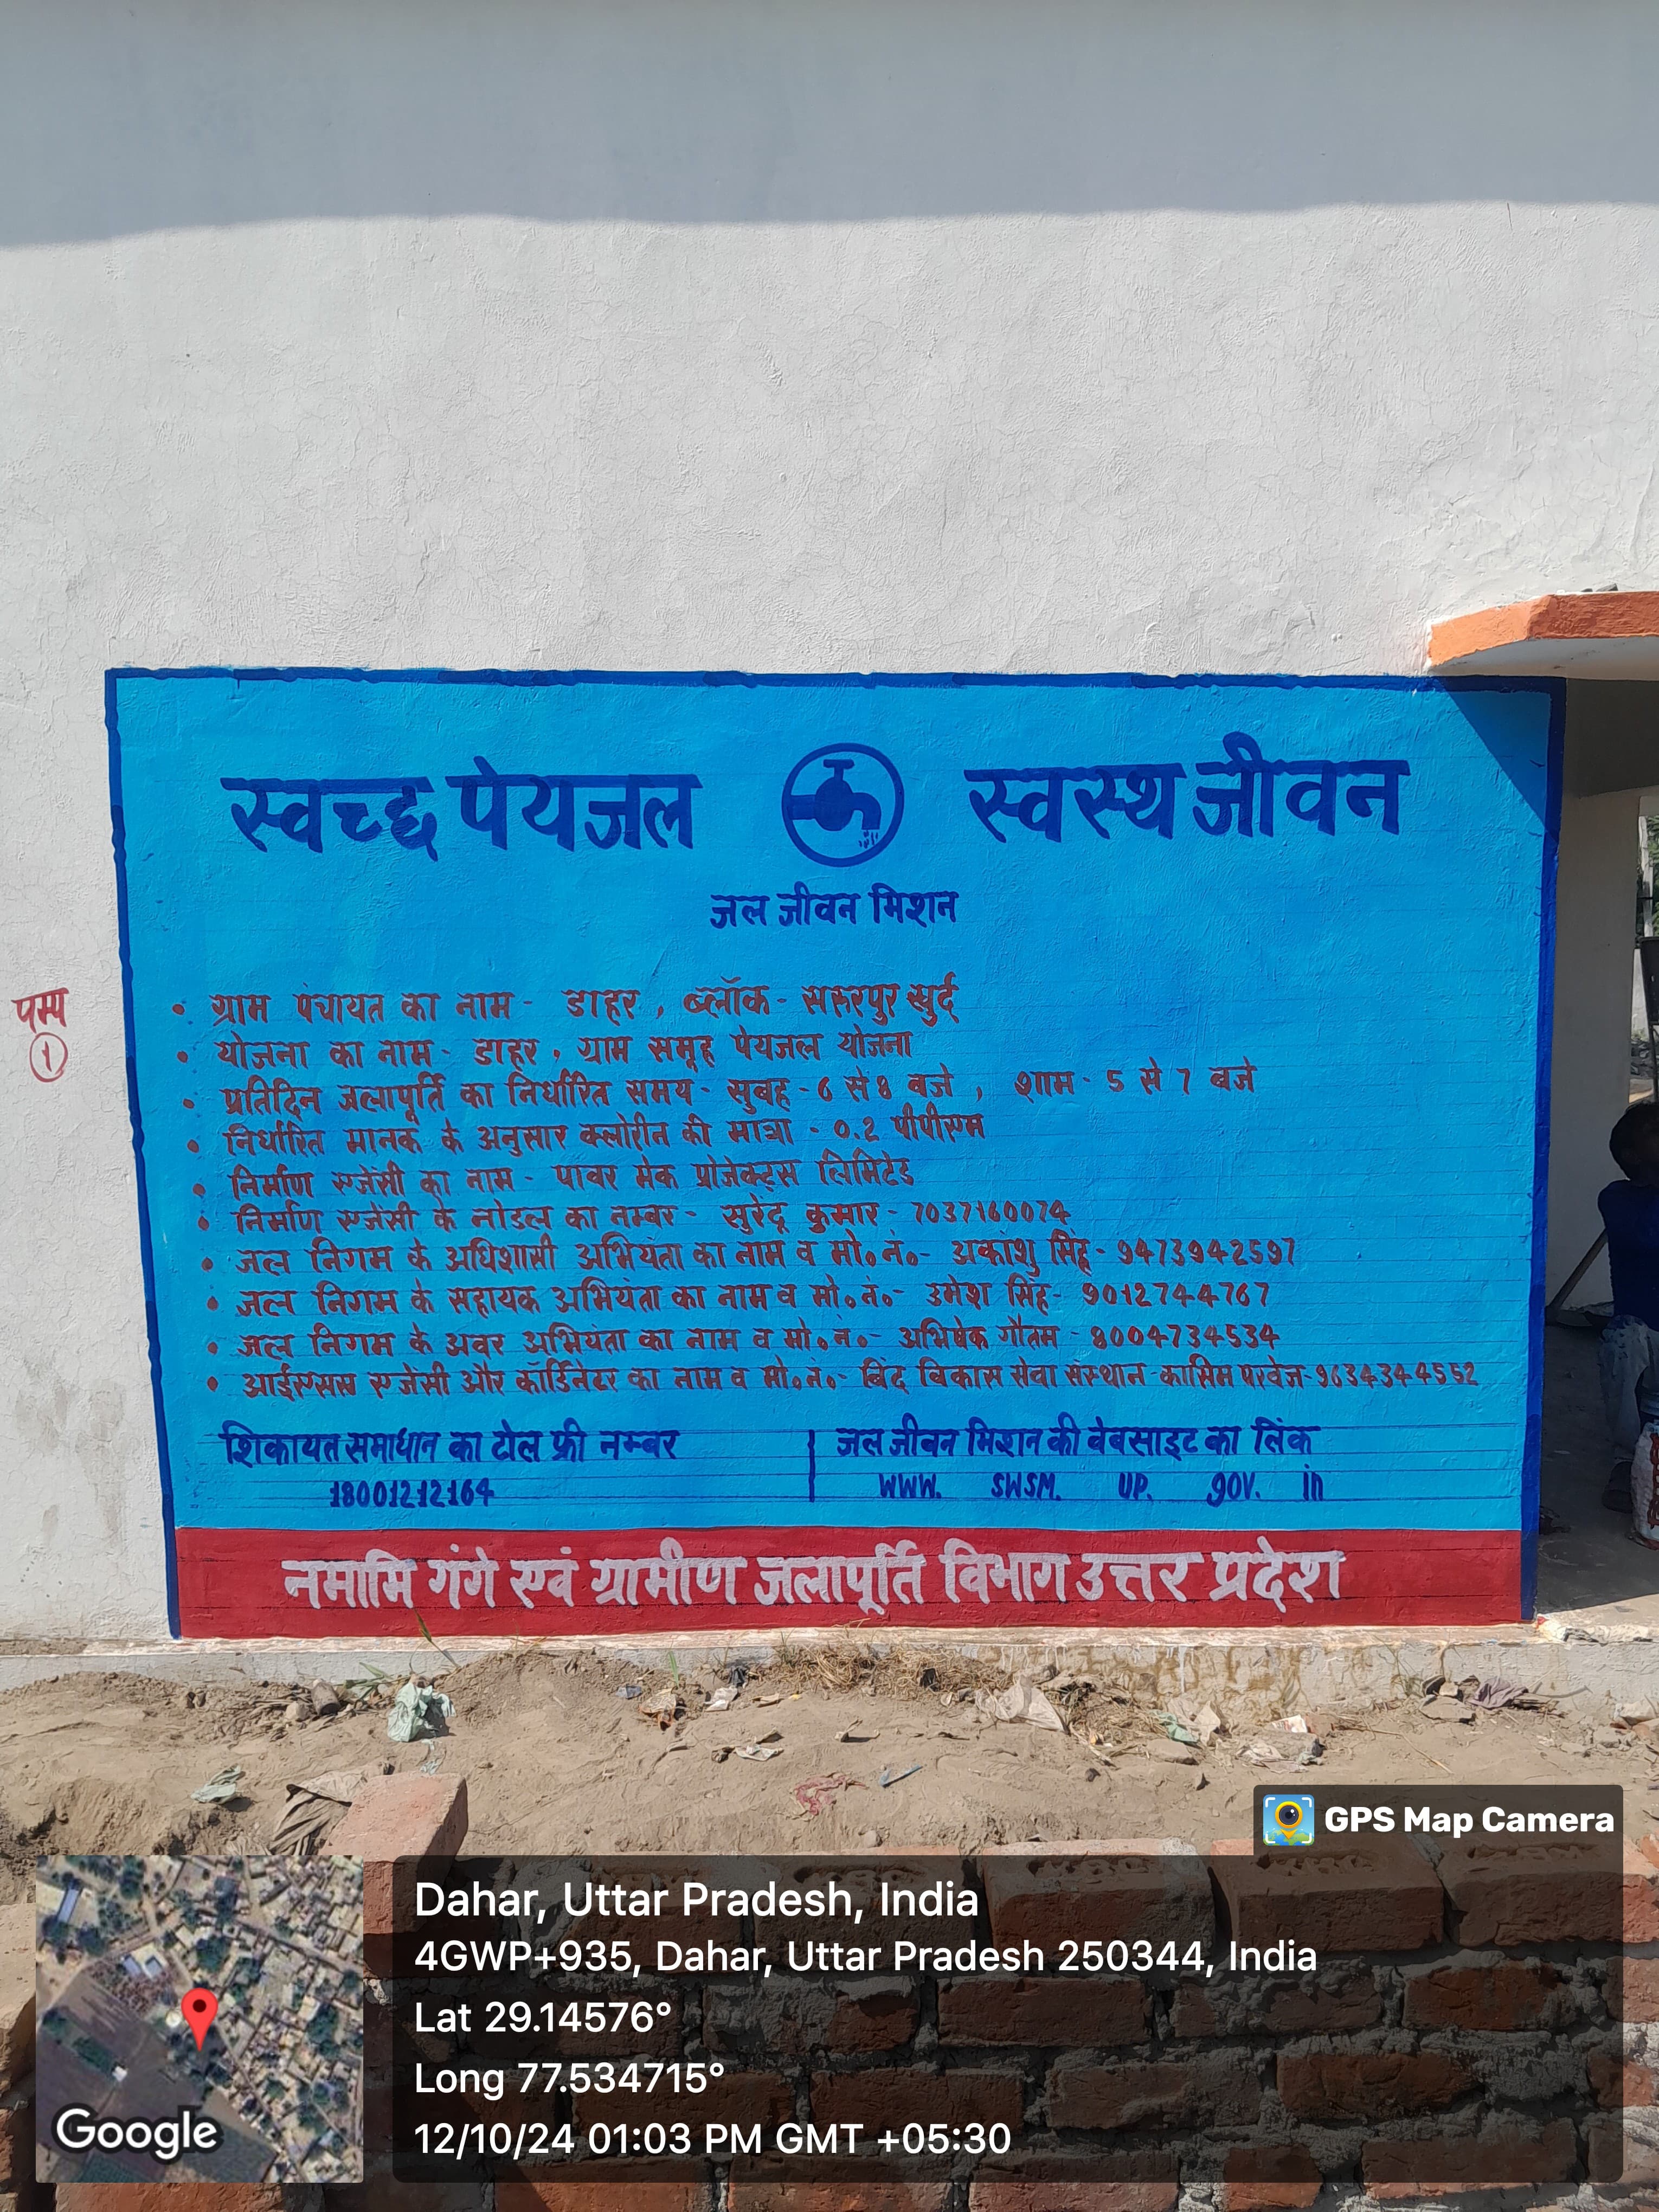 स्वच्छ पेयजल स्वस्थ जीवन
जल जीवन मिशन
पम्प
१
• ग्राम पंचायत का नाम - डाहर, ब्लॉक - सरुरपुर खुर्द
• योजना का नाम - डाहर, ग्राम समूह पेयजल योजना
• प्रतिदिन जलापूर्ति का निर्धारित समय - सुबह - 6 से 8 बजे, शाम - 5 से 7 बजे
• निर्धारित मानक के अनुसार क्लोरीन की मात्रा - 0.2 पीपीएम
• निर्माण एजेंसी का नाम - पावर मेक प्रोजेक्ट्स लिमिटेड
• निर्माण एजेंसी के नोडल का नम्बर - सुरेंद्र कुमार - 7037160074
• जल निगम के अधिशासी अभियंता का नाम व मो० नं० - अकांशु सिंह - 9473942597
• जल निगम के सहायक अभियंता का नाम व मो० नं० - उमेश सिंह - 9012744767
• जल निगम के अवर अभियंता का नाम व मो० नं० - अभिषेक गौतम - 8004734534
• आईएसस एजेंसी और कॉर्डिनेटर का नाम व मो० नं० - बिंद विकास सेवा संस्थान - कासिम परवेज - 9634344552
शिकायत समाधान का टोल फ्री नम्बर
18001212164
जल जीवन मिशन की वेबसाइट का लिंक
WWW. SWSM. UP. gov. in
नमामि गंगे एवं ग्रामीण जलापूर्ति विभाग उत्तर प्रदेश
GPS Map Camera
Dahar, Uttar Pradesh, India
4GWP+935, Dahar, Uttar Pradesh 250344, India
Lat 29.14576°
Long 77.534715°
12/10/24 01:03 PM GMT +05:30
Google